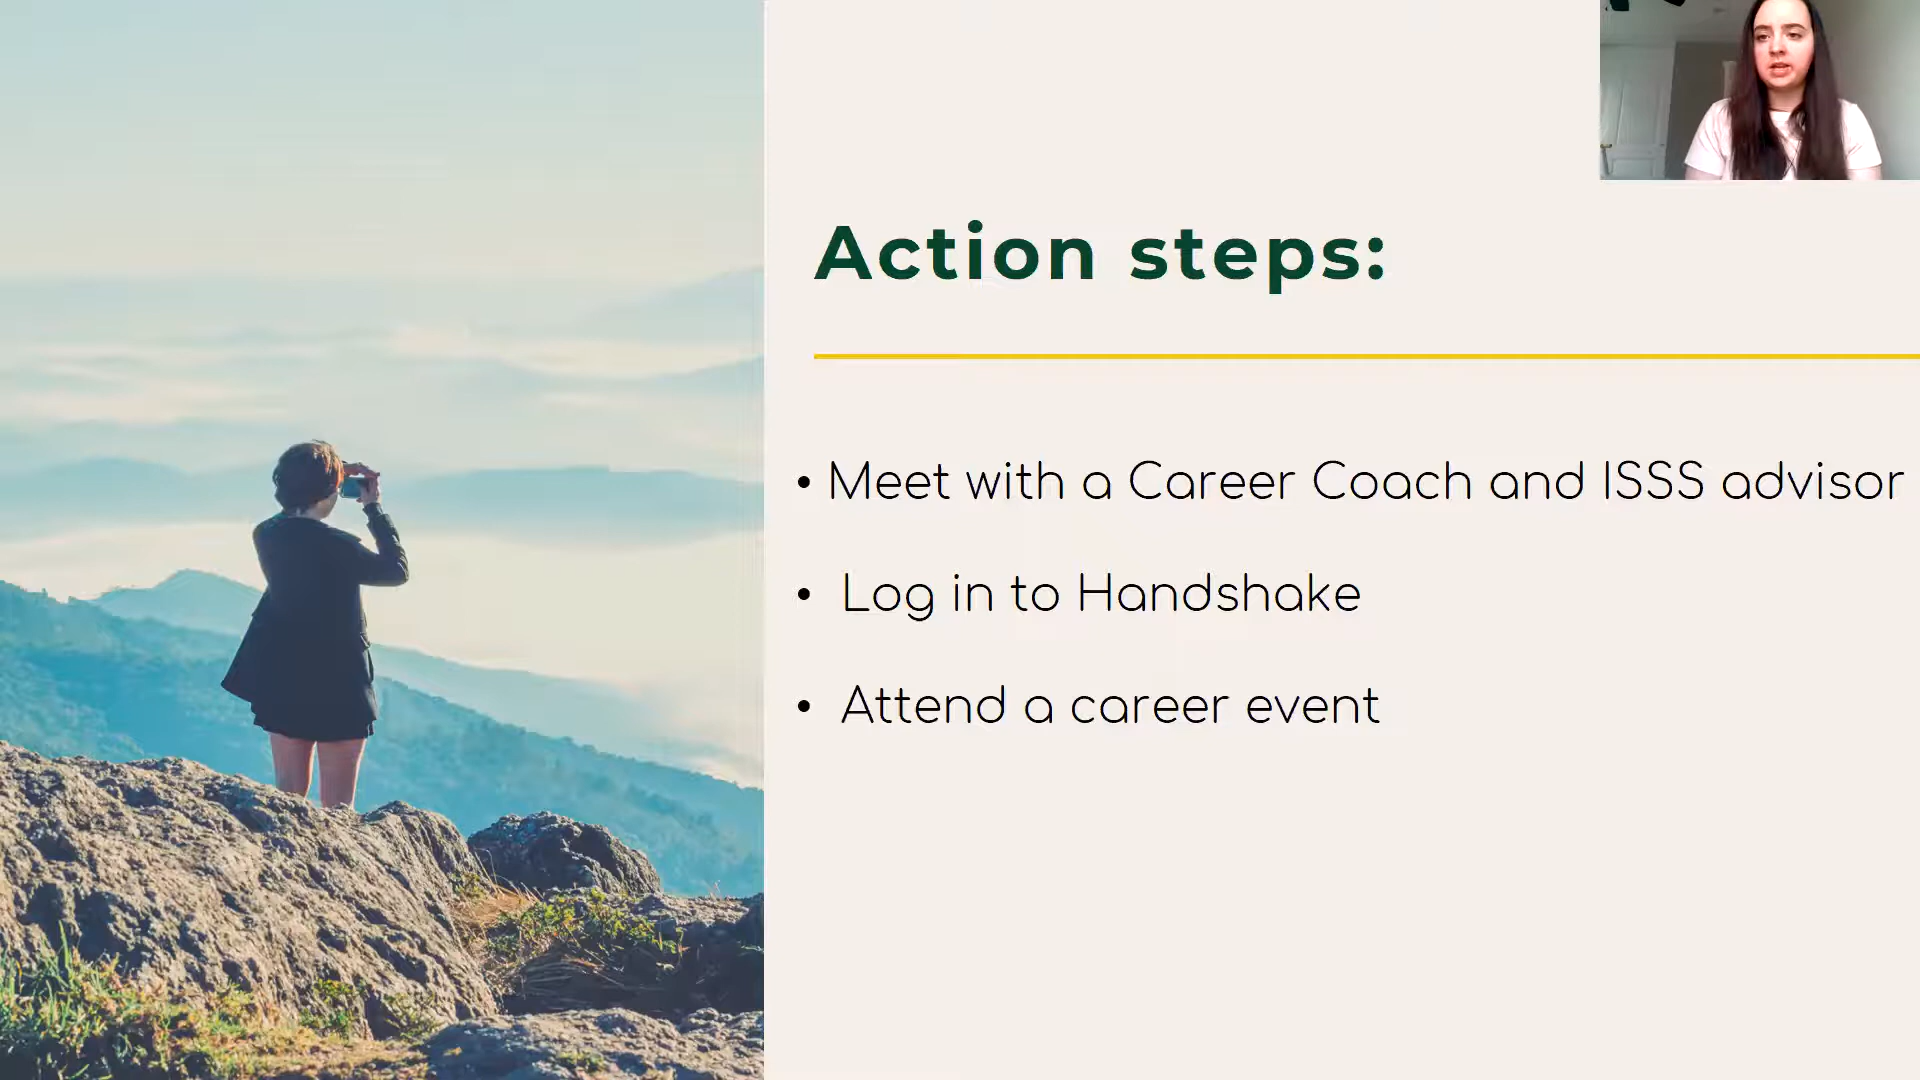 Action steps:
• Meet with a Career Coach and ISSS advisor
• Log in to Handshake
• Attend a career event